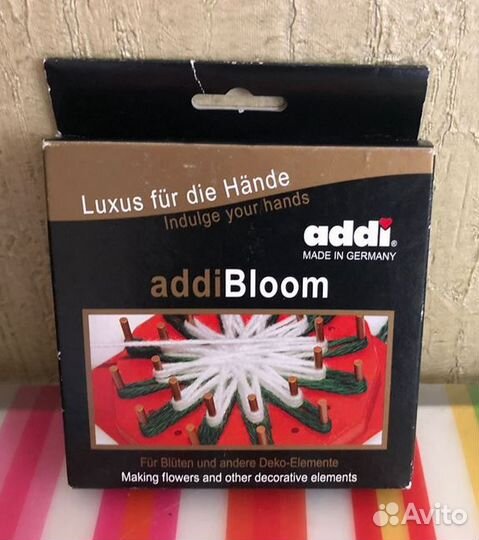 Luxus für die Hände
Indulge your hands
addi®
MADE IN GERMANY
addiBloom
Für Blüten und andere Deko-Elemente
Making flowers and other decorative elements
Avito